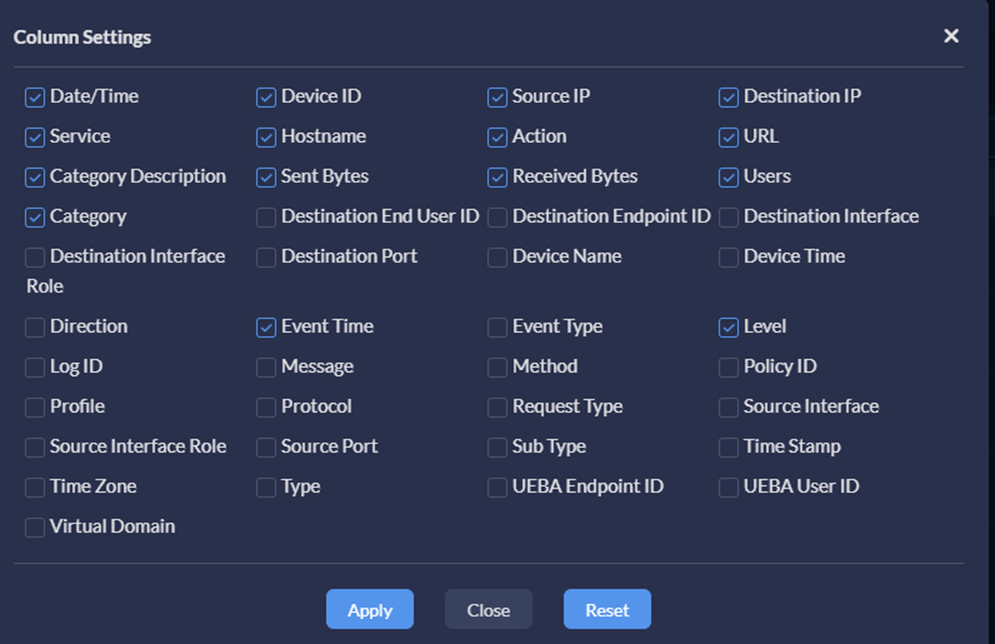 Column Settings
Date/Time Device ID Source IP Destination IP
Service Hostname Action URL
Category Description Sent Bytes Received Bytes Users
Category Destination End User ID Destination Endpoint ID Destination Interface
Destination Interface Destination Port Device Name Device Time
Role
Direction Event Time Event Type Level
Log ID Message Method Policy ID
Profile Protocol Request Type Source Interface
Source Interface Role Source Port Sub Type Time Stamp
Time Zone Type UEBA Endpoint ID UEBA User ID
Virtual Domain
Apply Close Reset